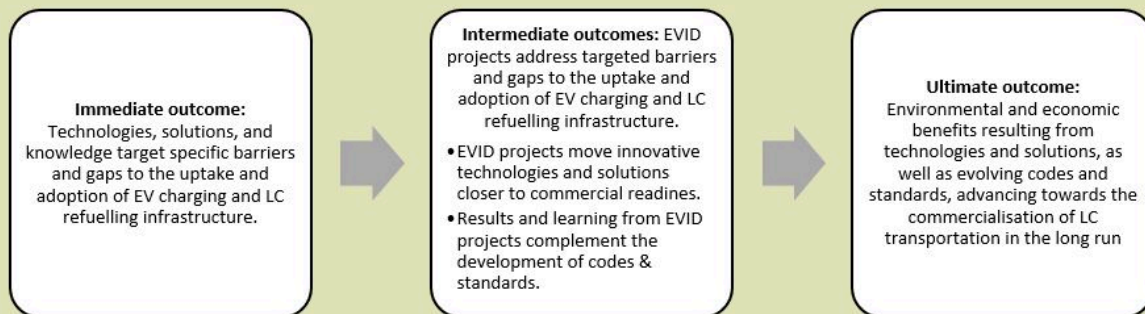 Immediate outcome:
Technologies, solutions, and
knowledge target specific barriers
and gaps to the uptake and
adoption of EV charging and LC
refuelling infrastructure.
Intermediate outcomes: EVID
projects address targeted barriers
and gaps to the uptake and
adoption of EV charging and LC
refuelling infrastructure.
•EVID projects move innovative
technologies and solutions
closer to commercial readines.
•Results and learning from EVID
projects complement the
development of codes &
standards.
Ultimate outcome:
Environmental and economic
benefits resulting from
technologies and solutions, as
well as evolving codes and
standards, advancing towards the
commercialisation of LC
transportation in the long run